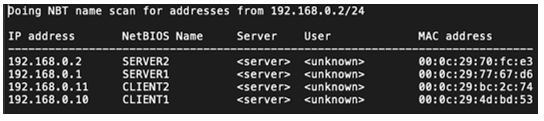 Doing NBT name scan for addresses from 192.168.0.2/24
IP address NetBIOS Name Server User MAC address
192.168.0.2 SERVER2 <server> <unknown> 00:0c:29:70:fc:e3
192.168.0.1 SERVER1 <server> <unknown> 00:0c:29:77:67:d6
192.168.0.11 CLIENT2 <server> <unknown> 00:0c:29:bc:2c:74
192.168.0.10 CLIENT1 <server> <unknown> 00:0c:29:4d:bd:53